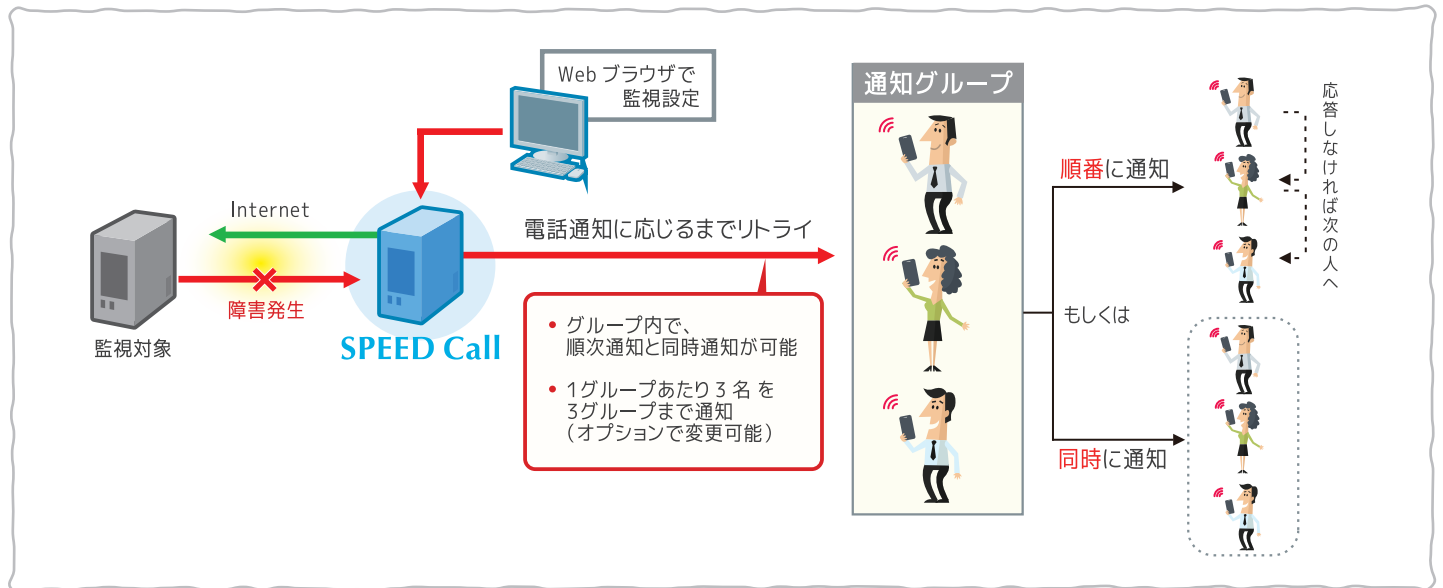 Web ブラウザで
監視設定
Internet
障害発生
監視対象
SPEED Call
電話通知に応じるまでリトライ
• グループ内で、
順次通知と同時通知が可能
• 1グループあたり 3 名 を
3グループまで通知
(オプションで変更可能)
通知グループ
順番に通知
もしくは
同時に通知
応答しなければ次の人へ